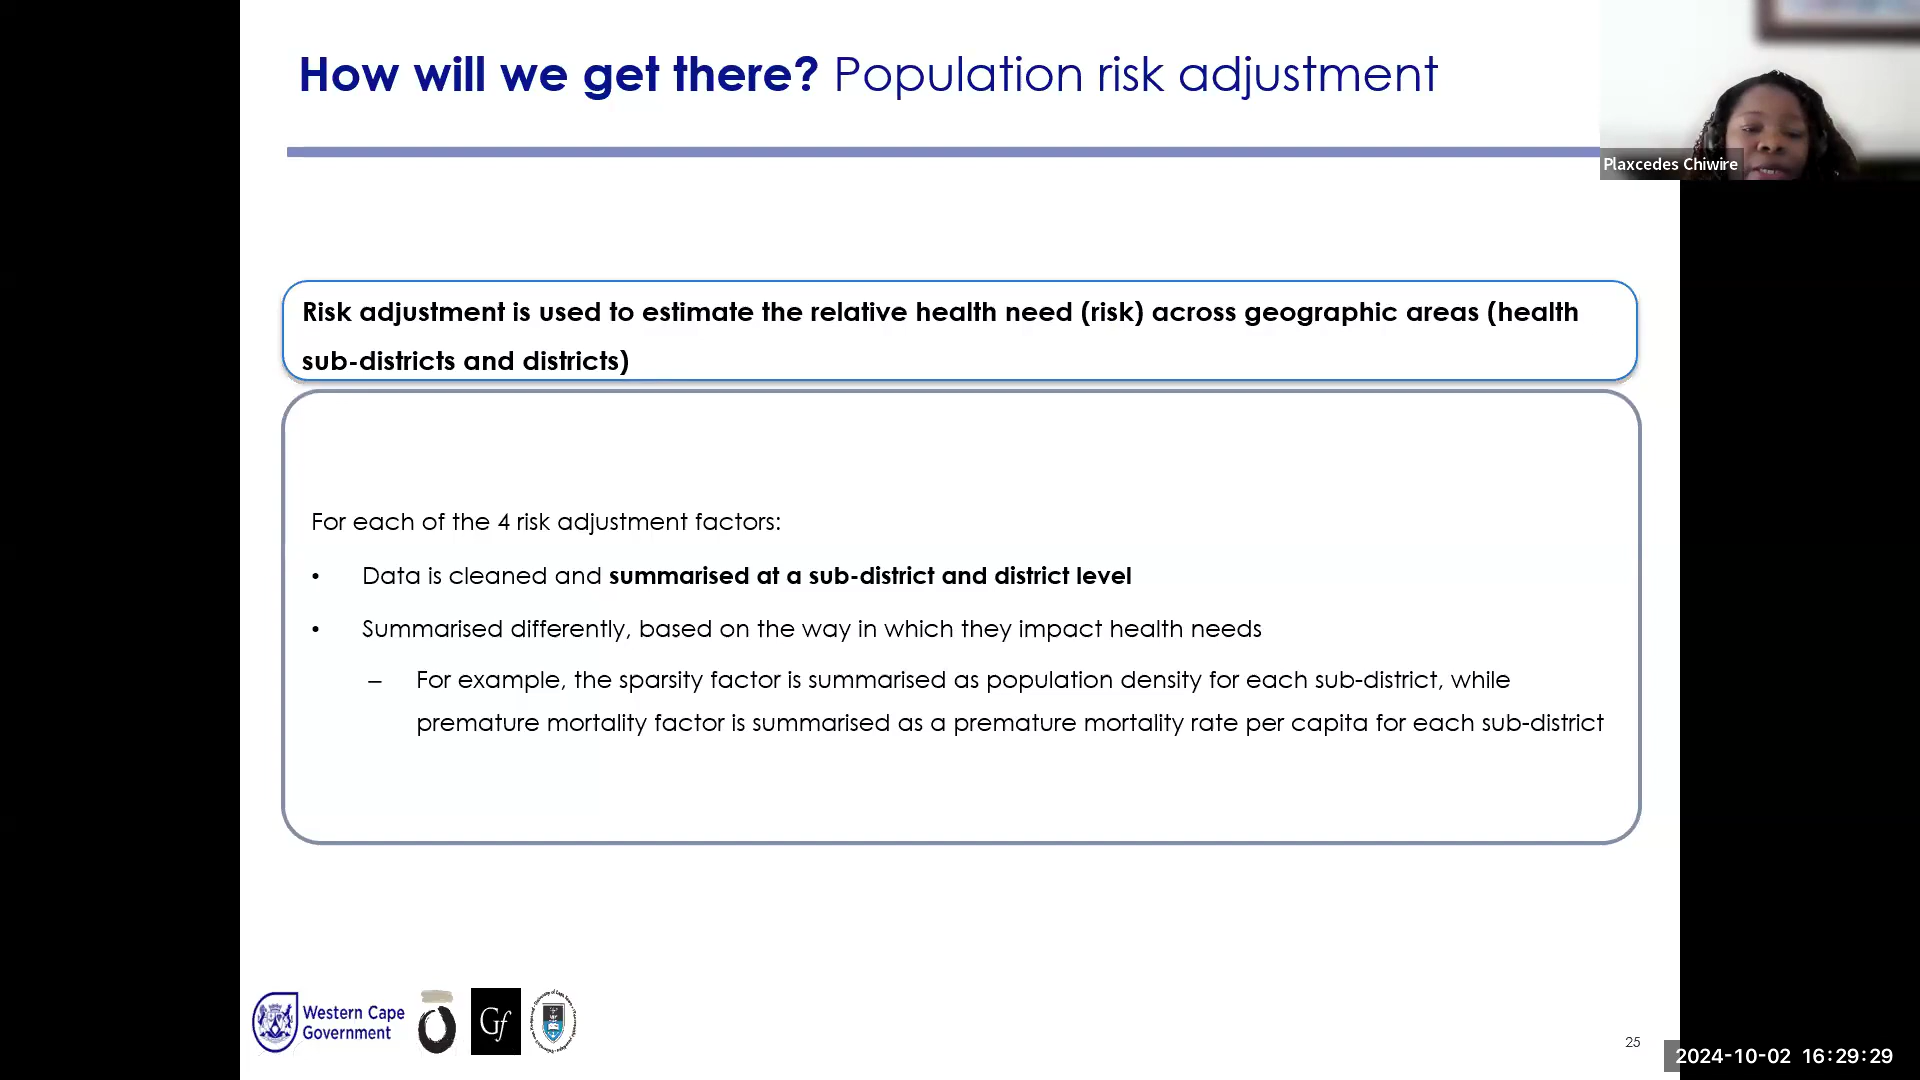 How will we get there? Population risk adjustment
Plaxcedes Chiwire
Risk adjustment is used to estimate the relative health need (risk) across geographic areas (health
sub-districts and districts)
For each of the 4 risk adjustment factors:
• Data is cleaned and summarised at a sub-district and district level
• Summarised differently, based on the way in which they impact health needs
– For example, the sparsity factor is summarised as population density for each sub-district, while
premature mortality factor is summarised as a premature mortality rate per capita for each sub-district
Western Cape
Government
Gf
25
2024-10-02 16:29:29